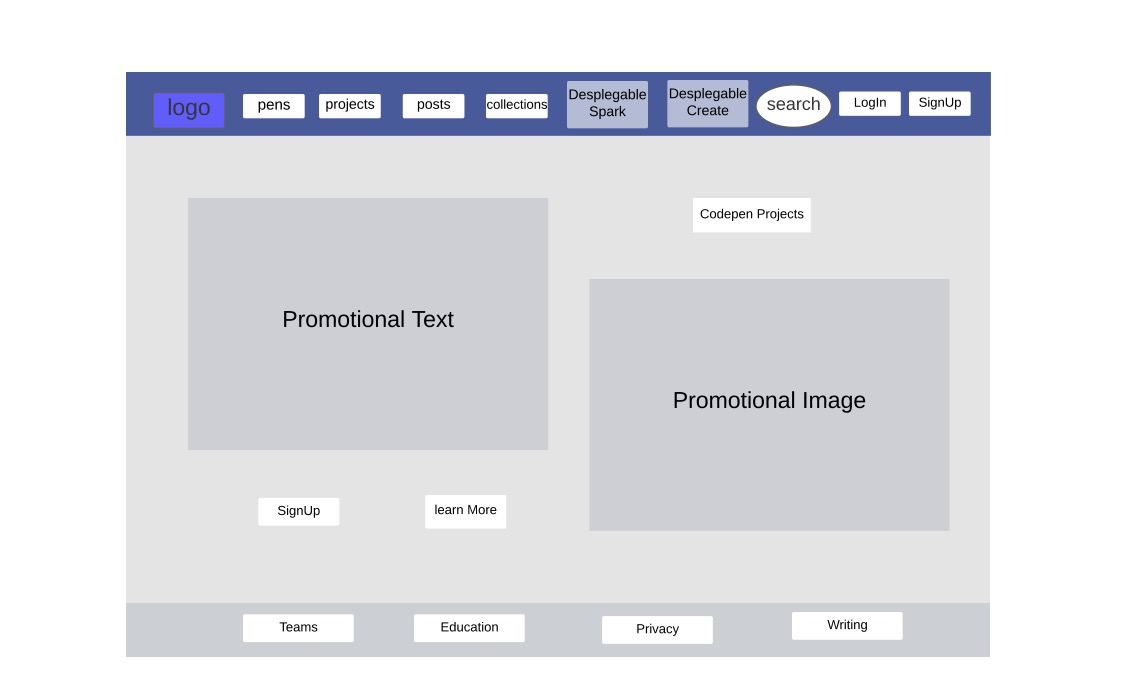 logo
pens
projects
posts
collections
Desplegable
Spark
Desplegable
Create
search
LogIn
SignUp
Codepen Projects
Promotional Text
Promotional Image
SignUp
learn More
Teams
Education
Privacy
Writing